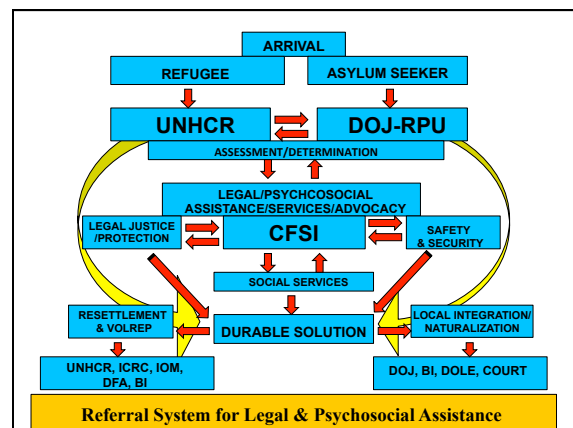 ARRIVAL
REFUGEE
ASYLUM SEEKER
UNHCR
DOJ-RPU
ASSESSMENT/DETERMINATION
LEGAL/PSYCHCOSOCIAL
ASSISTANCE/SERVICES/ADVOCACY
LEGAL JUSTICE
/PROTECTION
CFSI
SAFETY
& SECURITY
SOCIAL SERVICES
RESETTLEMENT
& VOLREP
DURABLE SOLUTION
LOCAL INTEGRATION/
NATURALIZATION
UNHCR, ICRC, IOM,
DFA, BI
DOJ, BI, DOLE, COURT
Referral System for Legal & Psychosocial Assistance